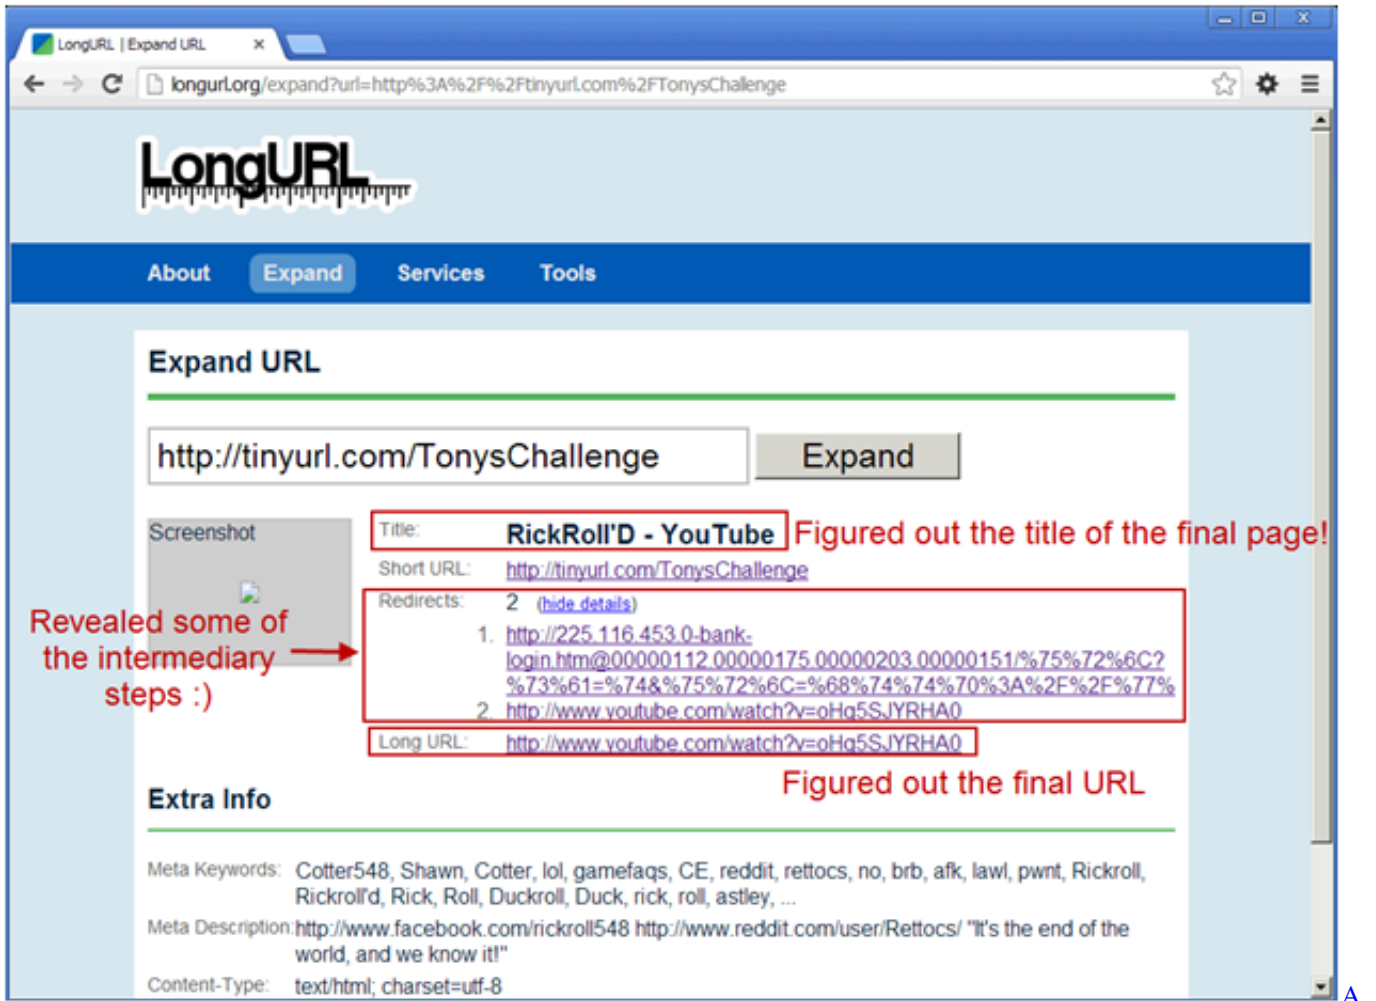 LongURL | Expand URL
longurl.org/expand?url=http%3A%2F%2Ftinyurl.com%2FTonysChallenge
LongURL
About Expand Services Tools
Expand URL
http://tinyurl.com/TonysChallenge Expand
Screenshot
Title: RickRoll'D - YouTube
Figured out the title of the final page!
Short URL: http://tinyurl.com/TonysChallenge
Redirects: 2 (hide details)
1. http://225.116.453.0-bank-
login.htm@00000112.00000175.00000203.00000151/%75%72%6C?
%73%61=%74&%75%72%6C=%68%74%74%70%3A%2F%2F%77%
2. http://www.youtube.com/watch?v=oHg5SJYRHA0
Revealed some of
the intermediary
steps :)
Long URL: http://www.youtube.com/watch?v=oHg5SJYRHA0
Figured out the final URL
Extra Info
Meta Keywords: Cotter548, Shawn, Cotter, lol, gamefaqs, CE, reddit, rettocs, no, brb, afk, lawl, pwnt, Rickroll,
Rickroll'd, Rick, Roll, Duckroll, Duck, rick, roll, astley, ...
Meta Description: http://www.facebook.com/rickroll548 http://www.reddit.com/user/Rettocs/ "It's the end of the
world, and we know it!"
Content-Type: text/html; charset=utf-8
A